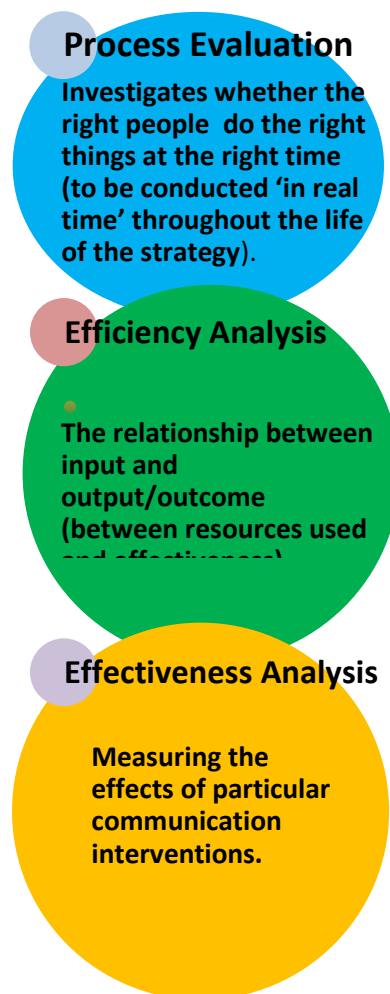 Process Evaluation
Investigates whether the
right people do the right
things at the right time
(to be conducted ‘in real
time’ throughout the life
of the strategy).
Efficiency Analysis
The relationship between
input and
output/outcome
(between resources used
and effectiveness)
Effectiveness Analysis
Measuring the
effects of particular
communication
interventions.